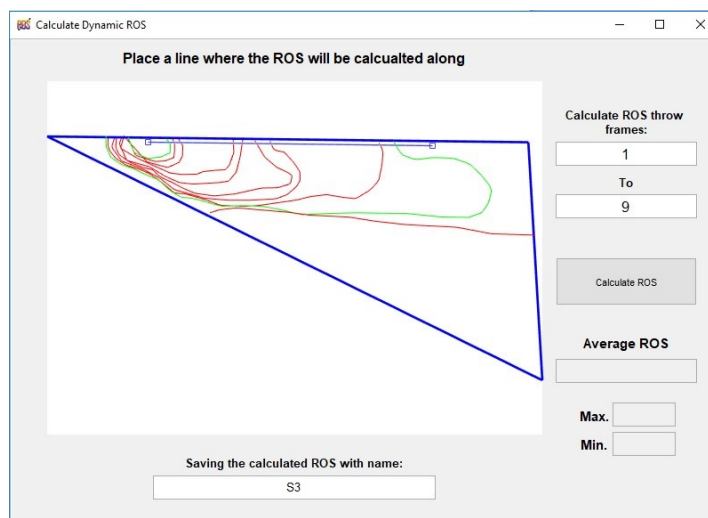 Calculate Dynamic ROS
Place a line where the ROS will be calcualted along
Calculate ROS throw
frames:
1
To
9
Calculate ROS
Average ROS
Max.
Min.
Saving the calculated ROS with name:
S3